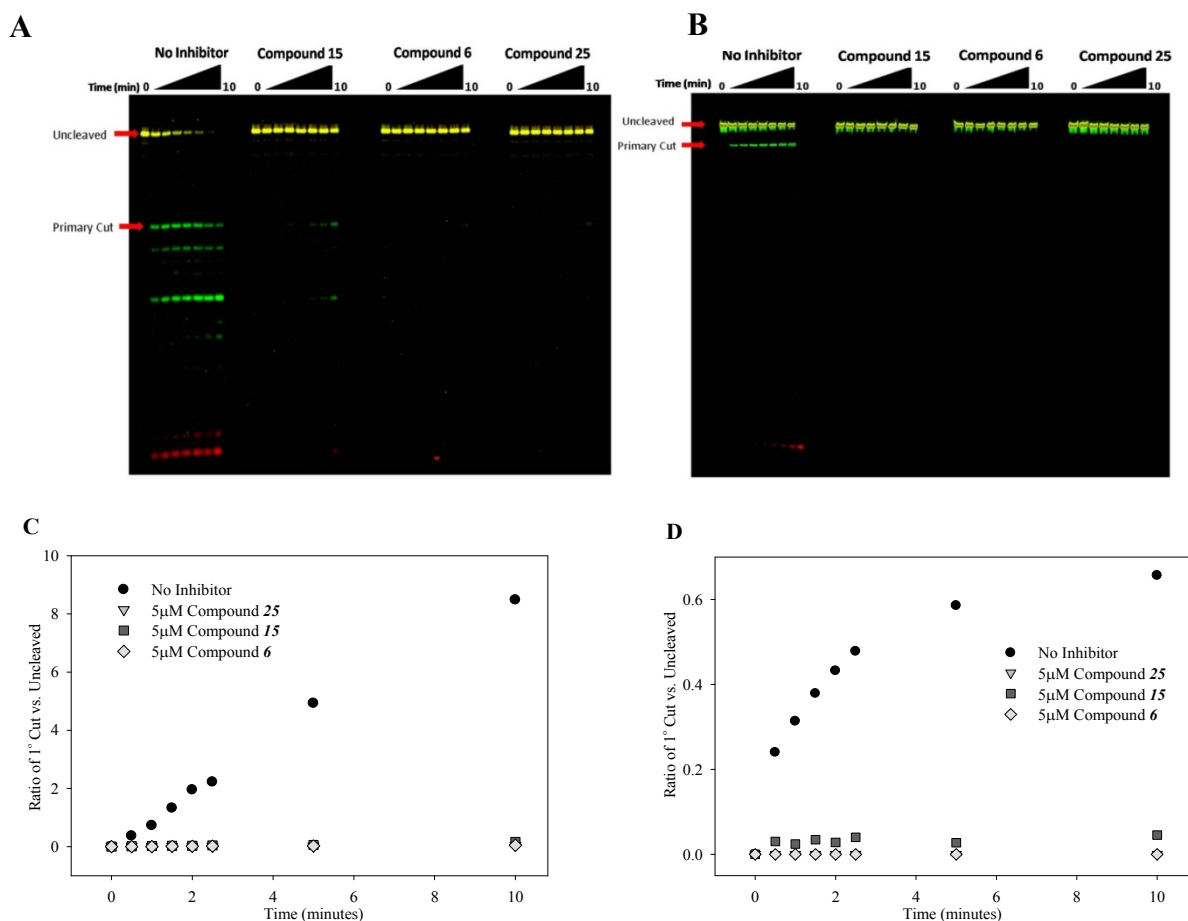 A
No Inhibitor Compound 15 Compound 6 Compound 25
Time (min) 0 10 0 10 0 10 0 10
Uncleaved
Primary Cut
B
No Inhibitor Compound 15 Compound 6 Compound 25
Time (min) 0 10 0 10 0 10 0 10
Uncleaved
Primary Cut
C
Ratio of 1° Cut vs. Uncleaved
10
8
6
4
2
0
No Inhibitor
5μM Compound 25
5μM Compound 15
5μM Compound 6
0 2 4 6 8 10
Time (minutes)
D
Ratio of 1° Cut vs. Uncleaved
0.6
0.4
0.2
0.0
No Inhibitor
5μM Compound 25
5μM Compound 15
5μM Compound 6
0 2 4 6 8 10
Time (minutes)